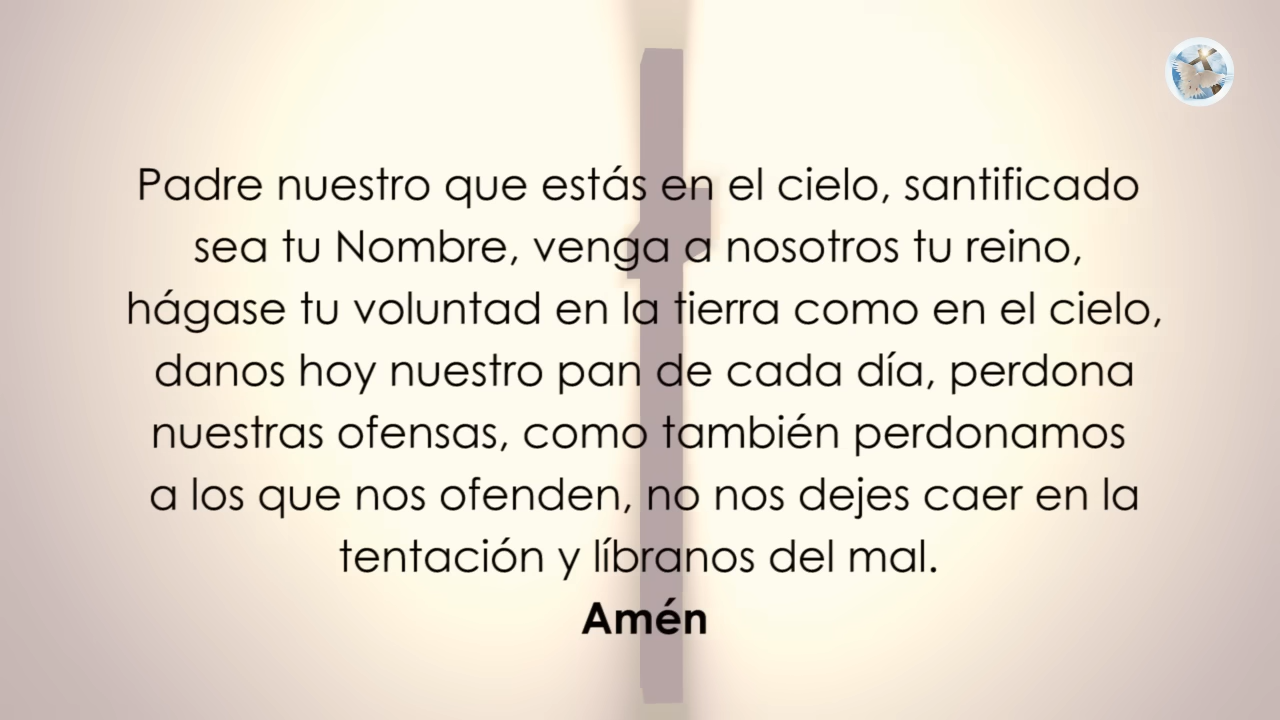 Padre nuestro que estás en el cielo, santificado
sea tu Nombre, venga a nosotros tu reino,
hágase tu voluntad en la tierra como en el cielo,
danos hoy nuestro pan de cada día, perdona
nuestras ofensas, como también perdonamos
a los que nos ofenden, no nos dejes caer en la
tentación y líbranos del mal.
Amén